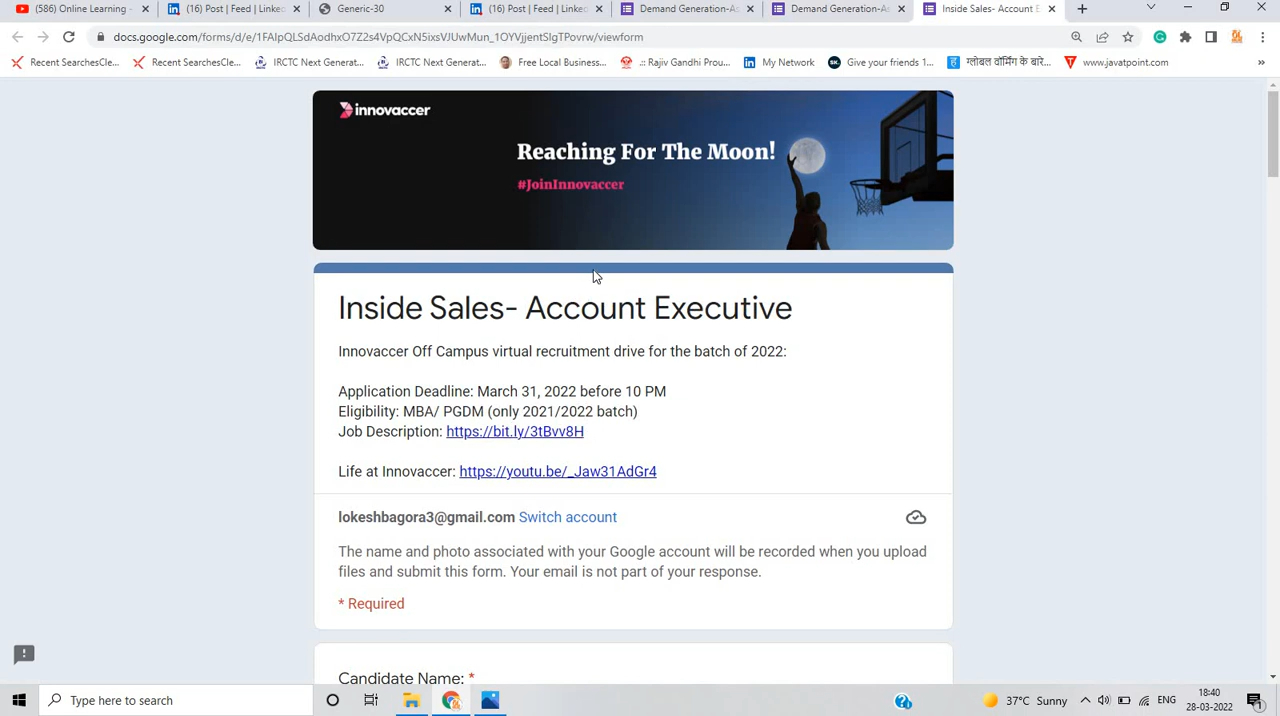 (586) Online Learning -
(16) Post | Feed | Linke
Generic-30
(16) Post | Feed | Linke
Demand Generation-A
Demand Generation-A
Inside Sales- Account E
docs.google.com/forms/d/e/1FAIpQLSdAodhxO7Z2s4VpQCxN5ixsVJUwMun_1OYVjjentSIgTPovrw/viewform
Recent SearchesCle...
Recent SearchesCle...
IRCTC Next Generat...
IRCTC Next Generat...
Free Local Business...
.:: Rajiv Gandhi Prou...
My Network
Give your friends 1...
ग्लोबल वॉर्मिंग के बारे...
www.javatpoint.com
»
innovaccer
Reaching For The Moon!
#JoinInnovaccer
Inside Sales- Account Executive
Innovaccer Off Campus virtual recruitment drive for the batch of 2022:
Application Deadline: March 31, 2022 before 10 PM
Eligibility: MBA/ PGDM (only 2021/2022 batch)
Job Description: https://bit.ly/3tBvv8H
Life at Innovaccer: https://youtu.be/_Jaw31AdGr4
lokeshbagora3@gmail.com Switch account
The name and photo associated with your Google account will be recorded when you upload
files and submit this form. Your email is not part of your response.
* Required
Candidate Name: *
Type here to search
37°C Sunny
ENG
18:40
28-03-2022